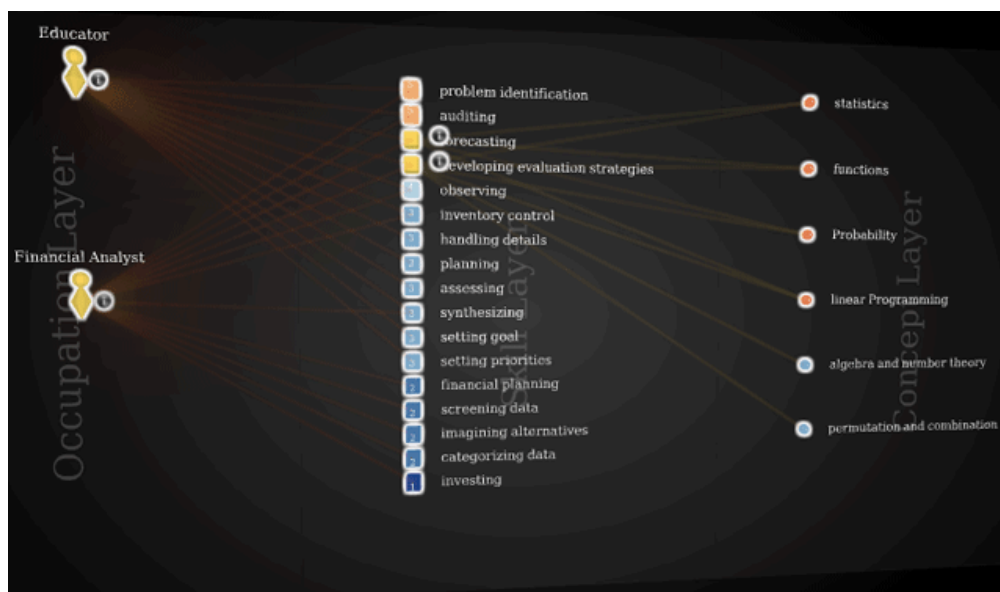 Educator
Financial Analyst
Occupation Layer
problem identification
auditing
forecasting
developing evaluation strategies
observing
inventory control
handling details
planning
assessing
synthesizing
setting goal
setting priorities
financial planning
screening data
imagining alternatives
categorizing data
investing
Skill Layer
statistics
functions
Probability
linear Programming
algebra and number theory
permutation and combination
Concept Layer